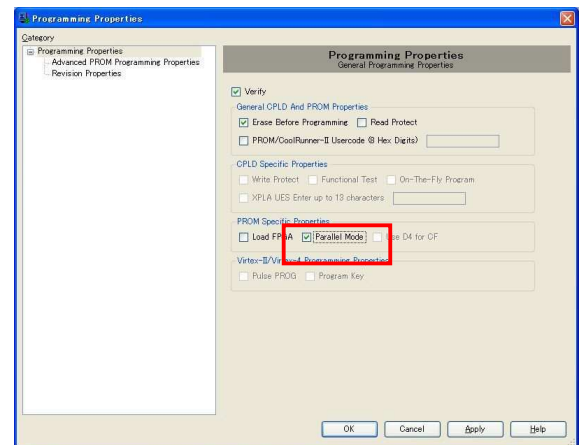 Programming Properties
Category
Programming Properties
Advanced PROM Programming Properties
Revision Properties
Programming Properties
General Programming Properties
Verify
General CPLD And PROM Properties
Erase Before Programming Read Protect
PROM/CoolRunner-II Usercode (8 Hex Digits)
CPLD Specific Properties
Write Protect Functional Test On-The-Fly Program
XPLA UES Enter up to 13 characters
PROM Specific Properties
Load FPGA Parallel Mode Use D4 for CF
Virtex-II/Virtex-4 Programming Properties
Pulse PROG Program Key
OK Cancel Apply Help